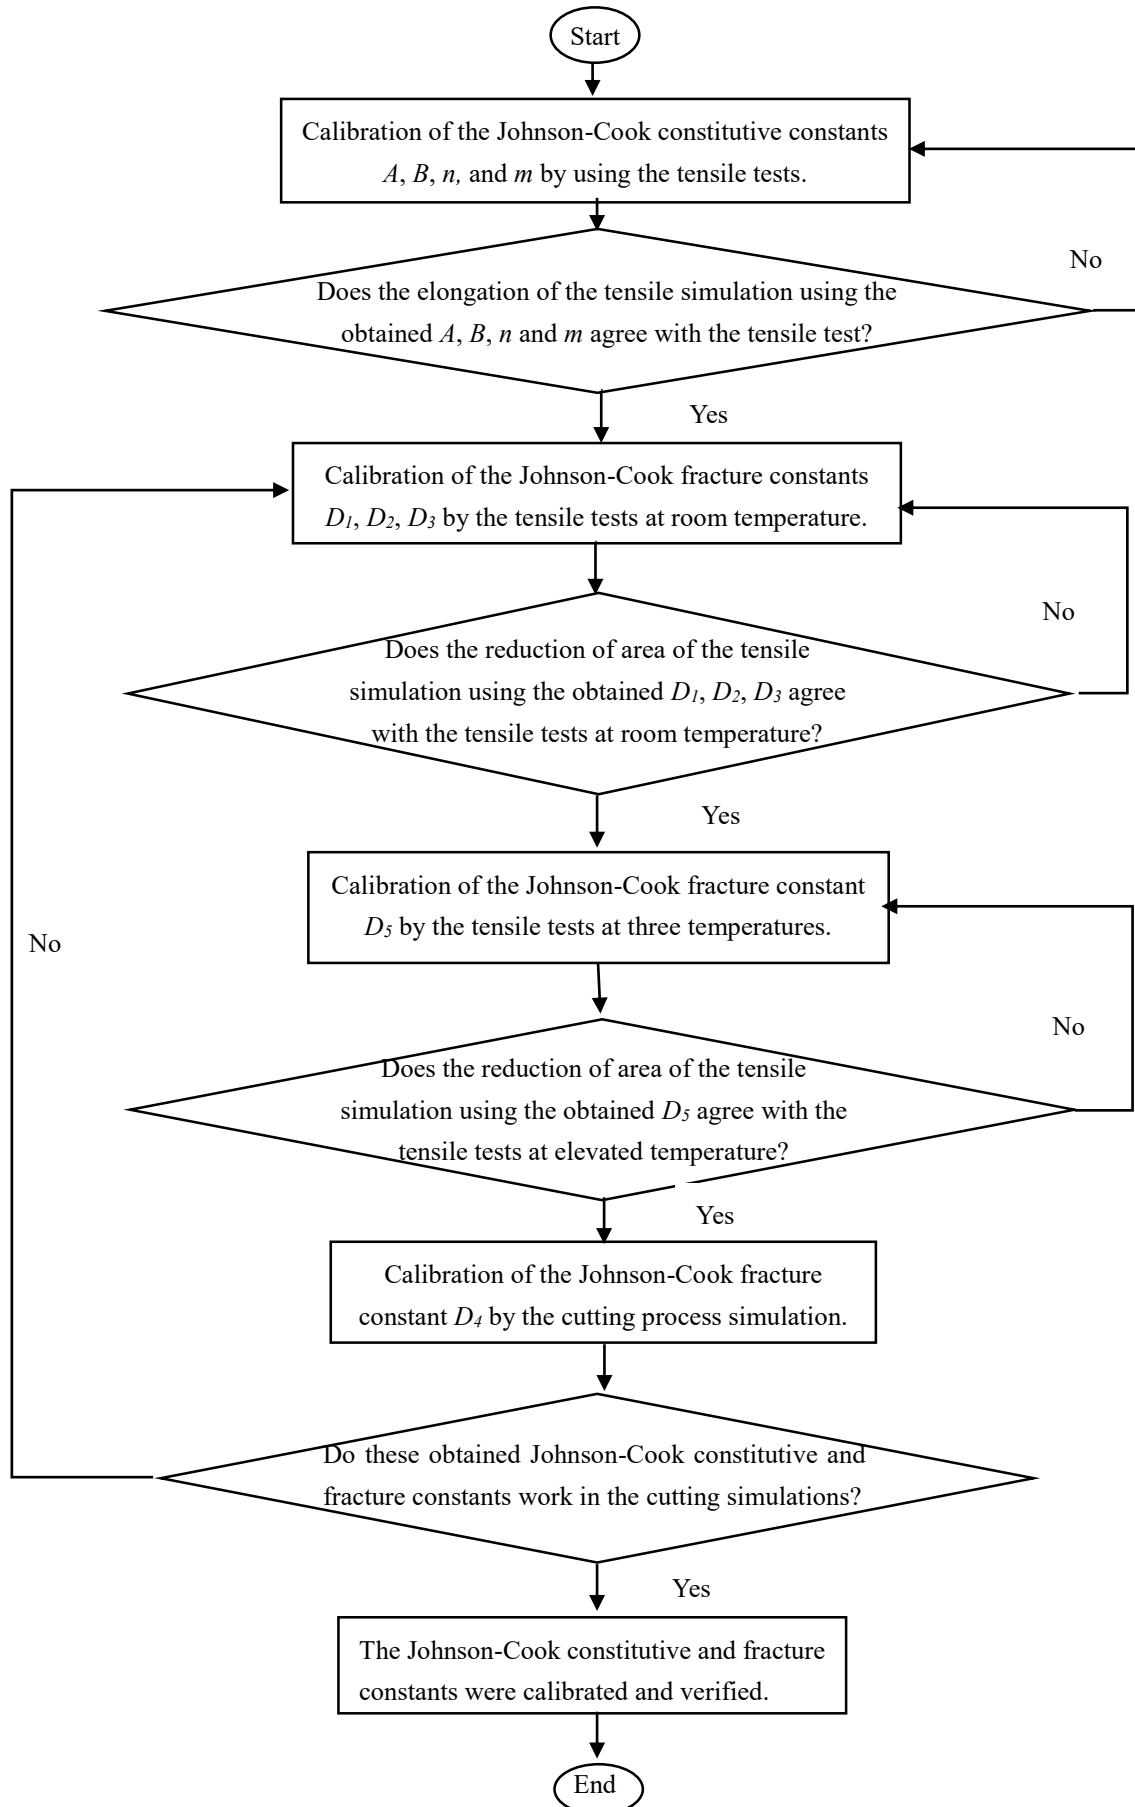 Start
Calibration of the Johnson-Cook constitutive constants
A, B, n, and m by using the tensile tests.
No
Does the elongation of the tensile simulation using the
obtained A, B, n and m agree with the tensile test?
Yes
Calibration of the Johnson-Cook fracture constants
D1, D2, D3 by the tensile tests at room temperature.
No
Does the reduction of area of the tensile
simulation using the obtained D1, D2, D3 agree
with the tensile tests at room temperature?
Yes
Calibration of the Johnson-Cook fracture constant
D5 by the tensile tests at three temperatures.
No
No
Does the reduction of area of the tensile
simulation using the obtained D5 agree with the
tensile tests at elevated temperature?
Yes
Calibration of the Johnson-Cook fracture
constant D4 by the cutting process simulation.
Do these obtained Johnson-Cook constitutive and
fracture constants work in the cutting simulations?
Yes
The Johnson-Cook constitutive and fracture
constants were calibrated and verified.
End